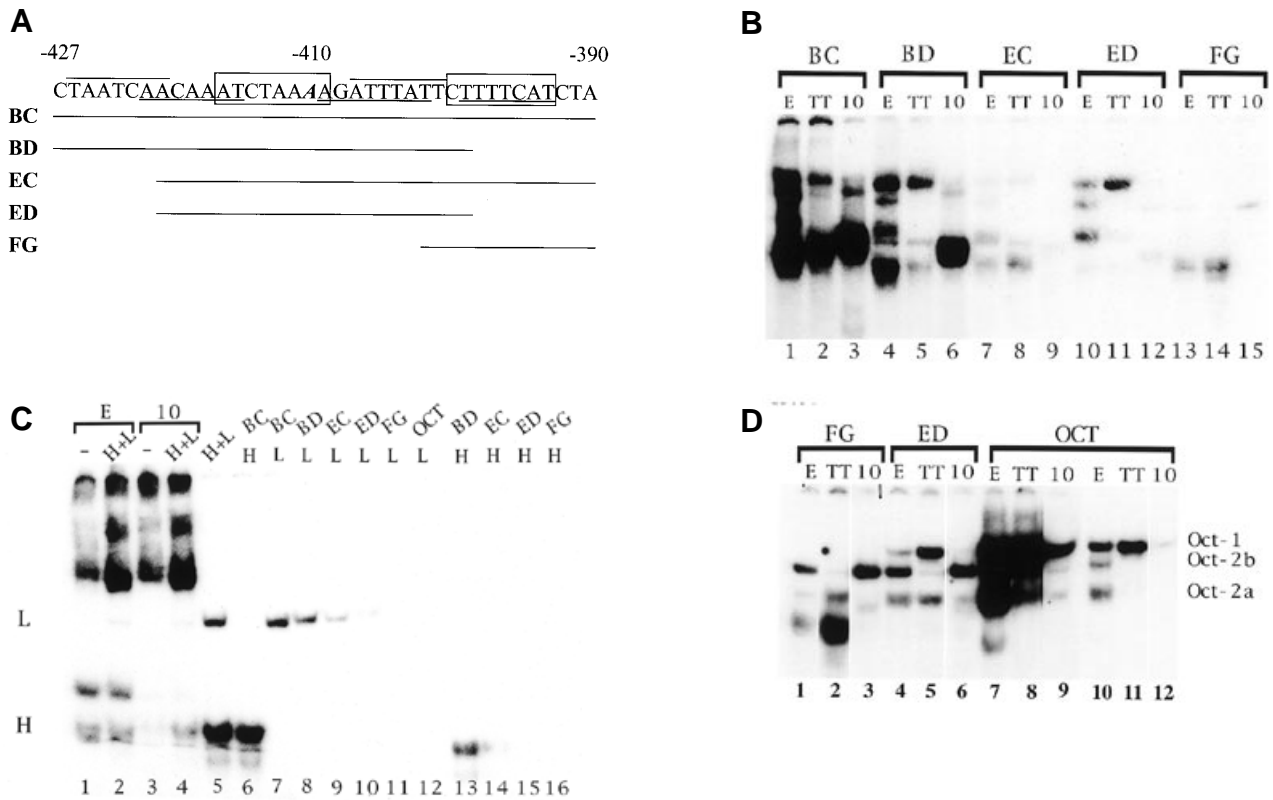 A
-427 -410 -390
CTAATCAACAAATCTAAAAGATTTATTCTTTTCATCTA
BC
BD
EC
ED
FG
B
BC BD EC ED FG
E TT 10 E TT 10 E TT 10 E TT 10 E TT 10
1 2 3 4 5 6 7 8 9 10 11 12 13 14 15
C
E 10 BC BC BD EC ED FG OCT BD EC ED FG
- H+L - H+L H+L H L L L L L L H H H H
L
H
1 2 3 4 5 6 7 8 9 10 11 12 13 14 15 16
D
FG ED OCT
E TT 10 E TT 10 E TT 10 E TT 10
Oct-1
Oct-2b
Oct-2a
1 2 3 4 5 6 7 8 9 10 11 12